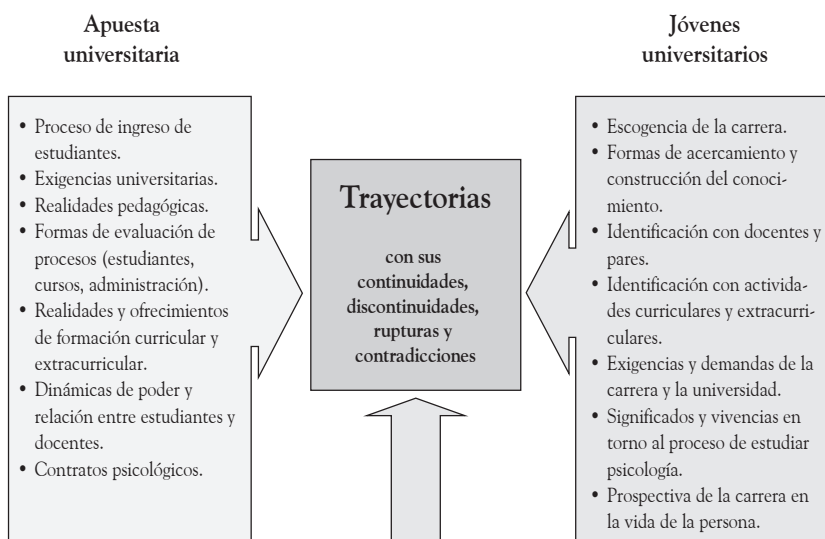 Apuesta
universitaria
• Proceso de ingreso de
estudiantes.
• Exigencias universitarias.
• Realidades pedagógicas.
• Formas de evaluación de
procesos (estudiantes,
cursos, administración).
• Realidades y ofrecimientos
de formación curricular y
extracurricular.
• Dinámicas de poder y
relación entre estudiantes y
docentes.
• Contratos psicológicos.
Trayectorias
con sus
continuidades,
discontinuidades,
rupturas y
contradicciones
Jóvenes
universitarios
• Escogencia de la carrera.
• Formas de acercamiento y
construcción del conoci-
miento.
• Identificación con docentes y
pares.
• Identificación con activida-
des curriculares y extracurri-
culares.
• Exigencias y demandas de la
carrera y la universidad.
• Significados y vivencias en
torno al proceso de estudiar
psicología.
• Prospectiva de la carrera en
la vida de la persona.